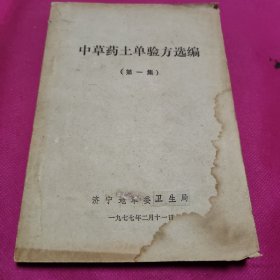 中草药土单验方选编
(第一集)
济宁地革委卫生局
一九七七年二月十一日